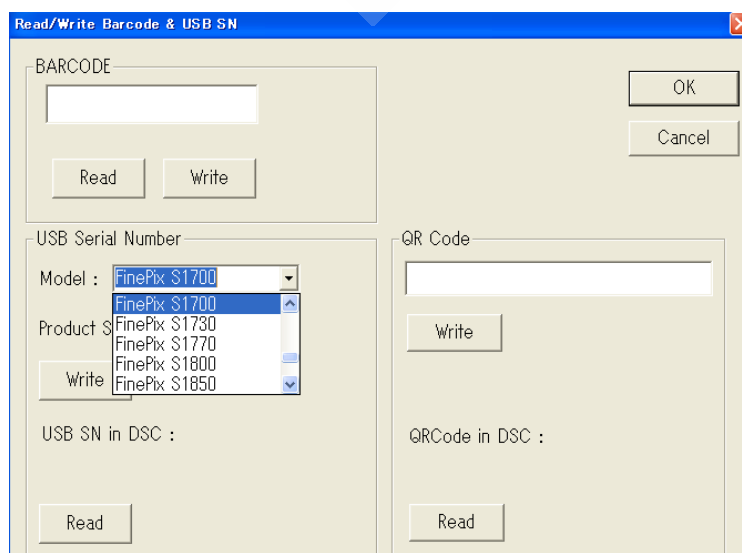 Read/Write Barcode & USB SN
BARCODE
OK
Cancel
Read
Write
USB Serial Number
Model :
FinePix S1700
FinePix S1700
FinePix S1730
FinePix S1770
FinePix S1800
FinePix S1850
Product S
Write
USB SN in DSC :
Read
QR Code
Write
QRCode in DSC :
Read